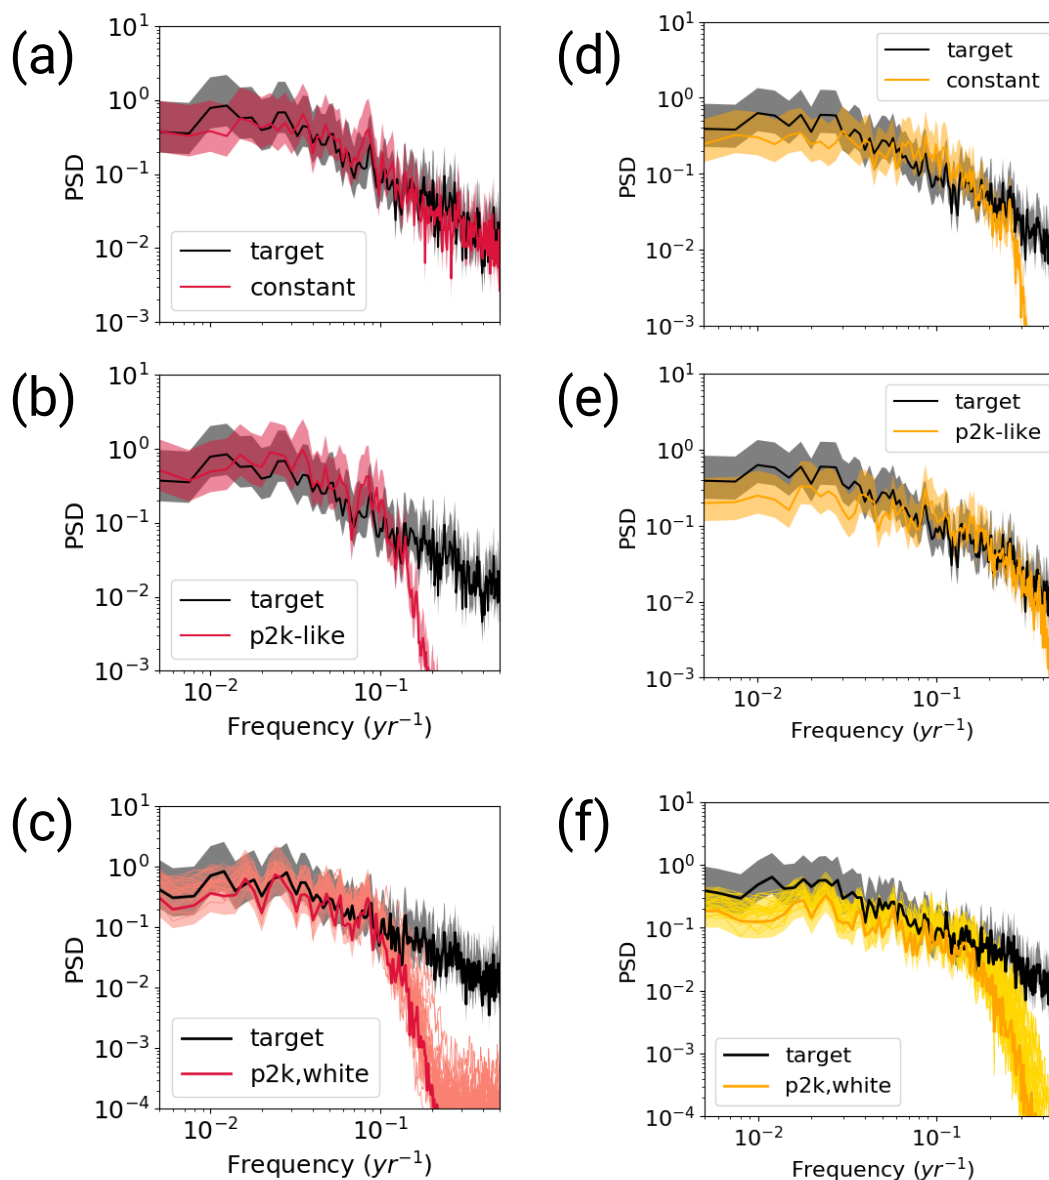 (a)
10^1
10^0
10^-1
10^-2
10^-3
PSD
target
constant
(d)
10^1
10^0
10^-1
10^-2
10^-3
PSD
target
constant
(b)
10^1
10^0
10^-1
10^-2
10^-3
PSD
target
p2k-like
10^-2
10^-1
Frequency (yr^-1)
(e)
10^1
10^0
10^-1
10^-2
10^-3
PSD
target
p2k-like
10^-2
10^-1
Frequency (yr^-1)
(c)
10^1
10^0
10^-1
10^-2
10^-3
10^-4
PSD
target
p2k,white
10^-2
10^-1
Frequency (yr^-1)
(f)
10^1
10^0
10^-1
10^-2
10^-3
10^-4
PSD
target
p2k,white
10^-2
10^-1
Frequency (yr^-1)